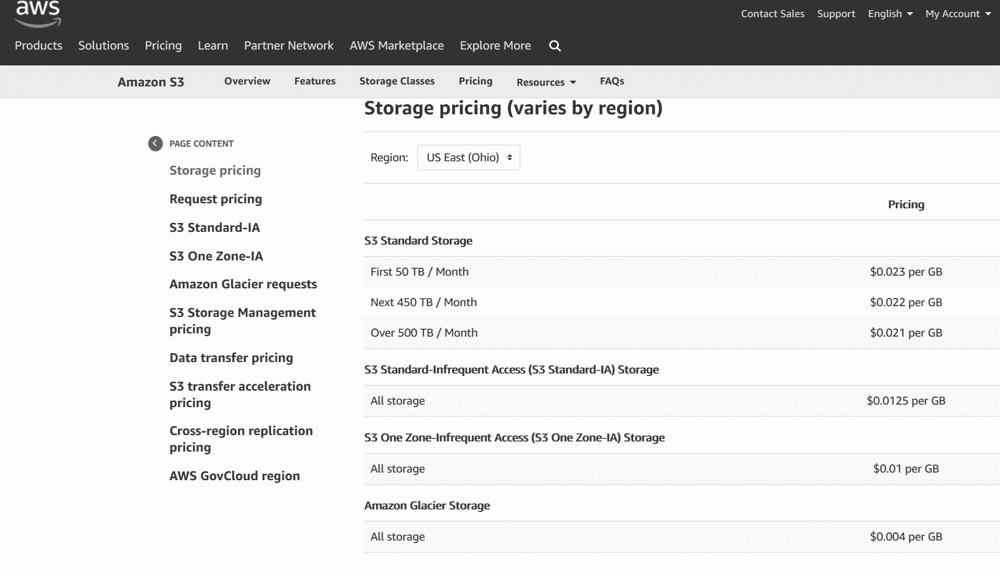 aws
Contact Sales Support English My Account
Products Solutions Pricing Learn Partner Network AWS Marketplace Explore More
Amazon S3 Overview Features Storage Classes Pricing Resources FAQs
Storage pricing (varies by region)
PAGE CONTENT
Storage pricing
Request pricing
S3 Standard-IA
S3 One Zone-IA
Amazon Glacier requests
S3 Storage Management
pricing
Data transfer pricing
S3 transfer acceleration
pricing
Cross-region replication
pricing
AWS GovCloud region
Region: US East (Ohio)
Pricing
S3 Standard Storage
First 50 TB / Month $0.023 per GB
Next 450 TB / Month $0.022 per GB
Over 500 TB / Month $0.021 per GB
S3 Standard-Infrequent Access (S3 Standard-IA) Storage
All storage $0.0125 per GB
S3 One Zone-Infrequent Access (S3 One Zone-IA) Storage
All storage $0.01 per GB
Amazon Glacier Storage
All storage $0.004 per GB